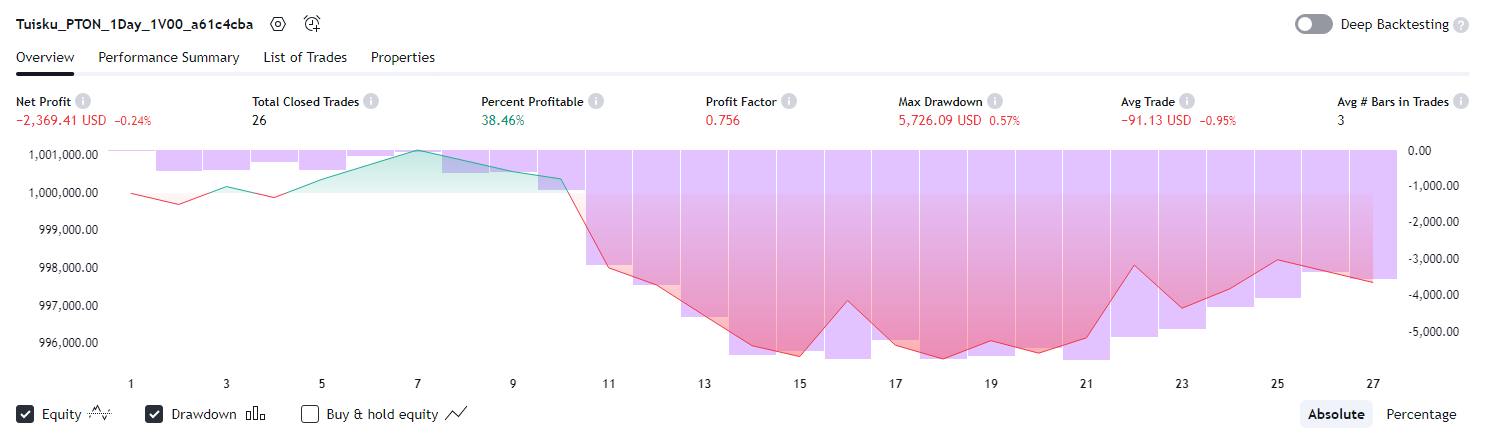 Tuisku_PTON_1Day_1V00_a61c4cba Deep Backtesting ?
Overview Performance Summary List of Trades Properties
Net Profit Total Closed Trades Percent Profitable Profit Factor Max Drawdown Avg Trade Avg # Bars in Trades
−2,369.41 USD −0.24% 26 38.46% 0.756 5,726.09 USD 0.57% −91.13 USD −0.95% 3
1,001,000.00 0.00
1,000,000.00 -1,000.00
999,000.00 -2,000.00
998,000.00 -3,000.00
997,000.00 -4,000.00
996,000.00 -5,000.00
1 3 5 7 9 11 13 15 17 19 21 23 25 27
Equity Drawdown Buy & hold equity Absolute Percentage